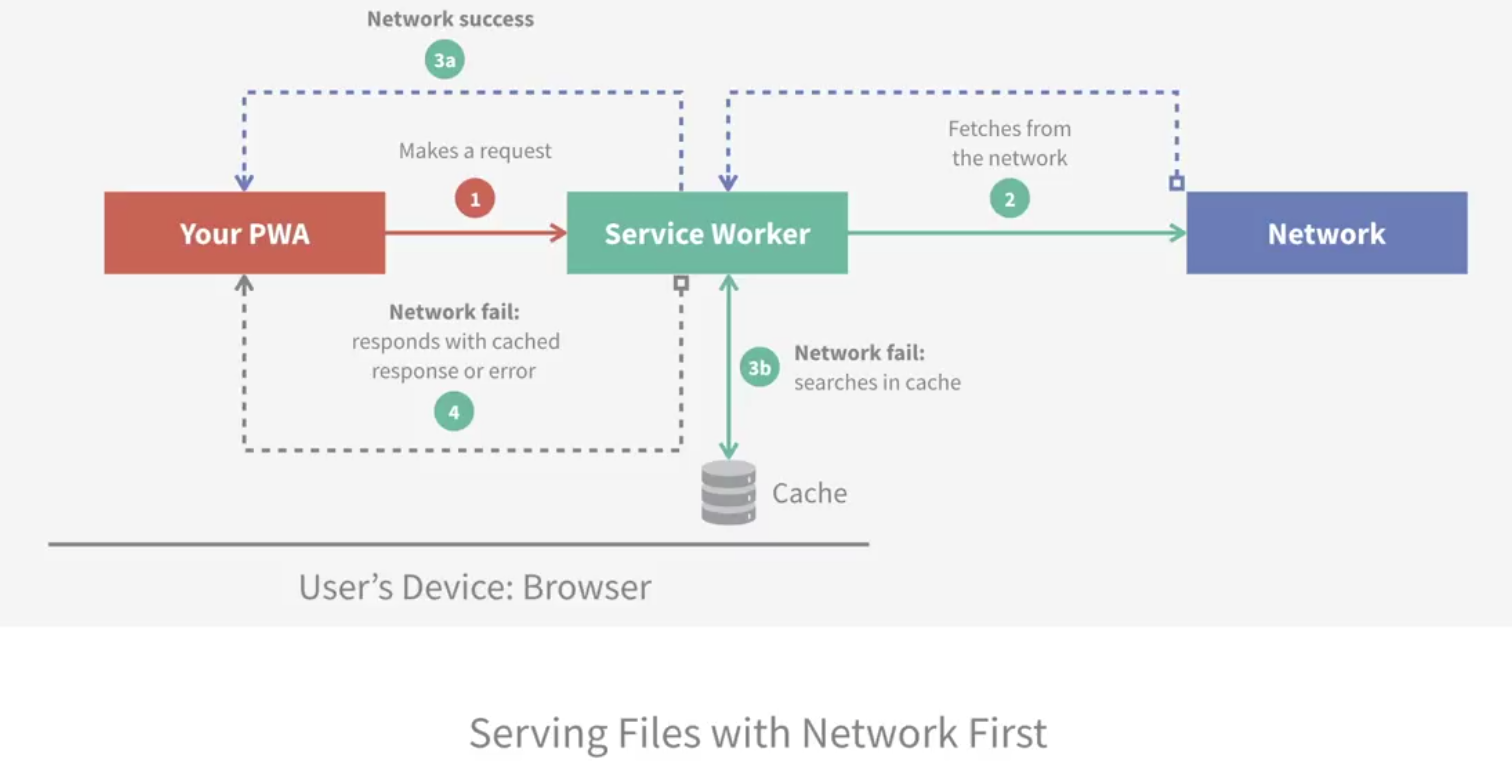 Network success
3a
Makes a request
1
Fetches from
the network
2
Your PWA
Service Worker
Network
Network fail:
responds with cached
response or error
4
3b
Network fail:
searches in cache
Cache
User’s Device: Browser
Serving Files with Network First